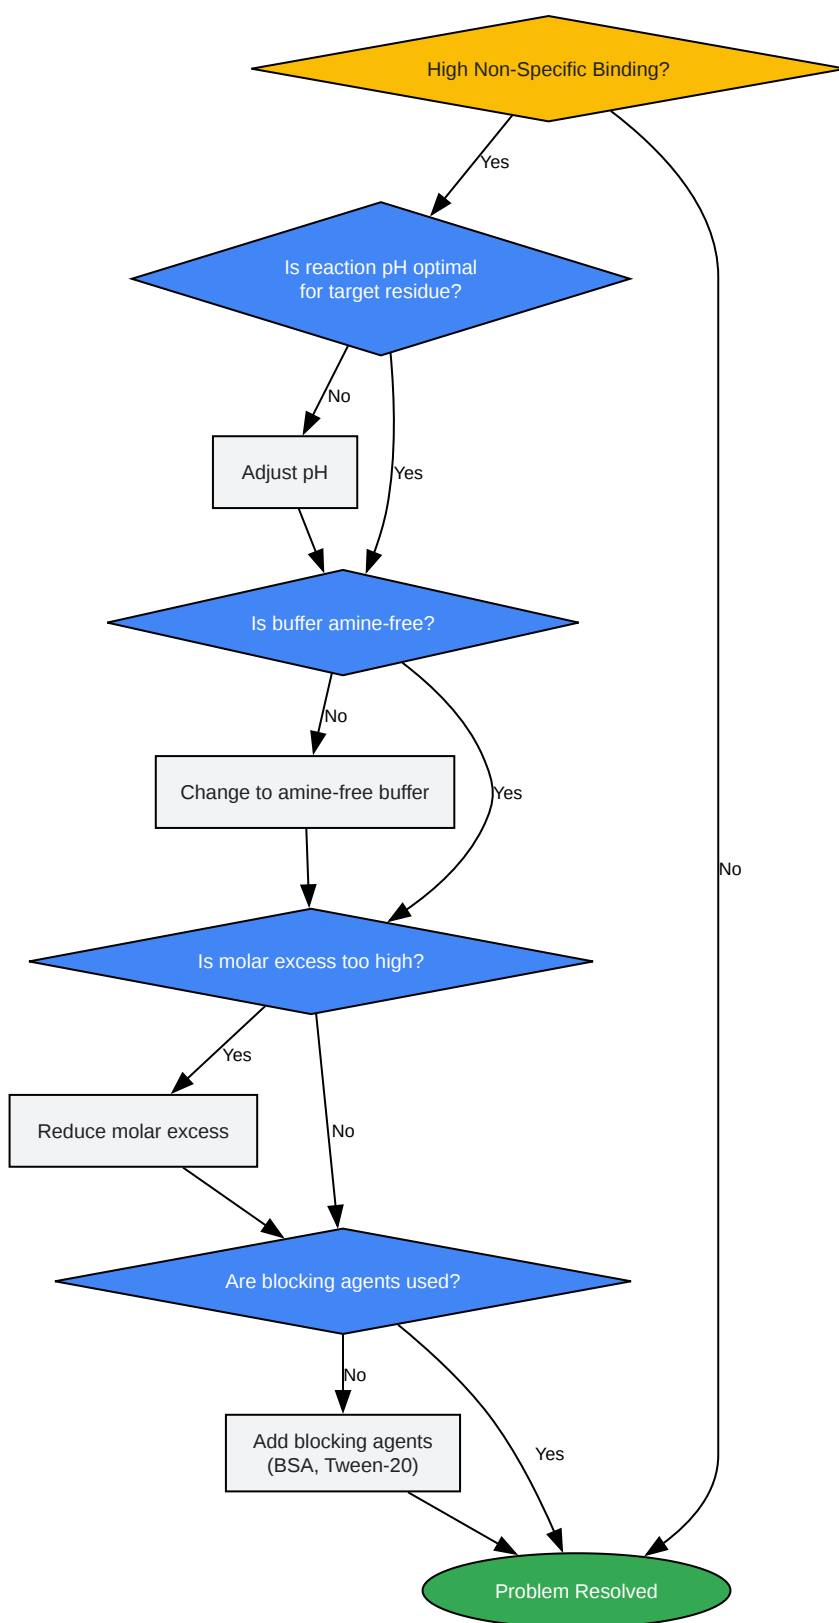 High Non-Specific Binding?
Yes
Is reaction pH optimal
for target residue?
No
Adjust pH
Yes
Is buffer amine-free?
No
Change to amine-free buffer
Yes
No
Is molar excess too high?
Yes
Reduce molar excess
No
Are blocking agents used?
No
Add blocking agents
(BSA, Tween-20)
Yes
Problem Resolved